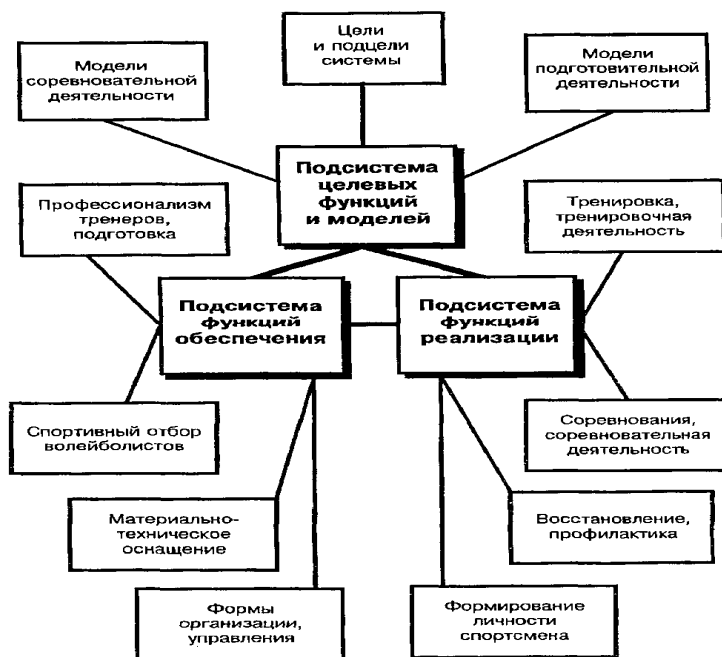 Цели
и подцели
системы
Модели
соревновательной
деятельности
Модели
подготовительной
деятельности
Подсистема
целевых
функций
и моделей
Профессионализм
тренеров,
подготовка
Тренировка,
тренировочная
деятельность
Подсистема
функций
обеспечения
Подсистема
функций
реализации
Спортивный отбор
волейболистов
Соревнования,
соревновательная
деятельность
Материально-
техническое
оснащение
Восстановление,
профилактика
Формы
организации,
управления
Формирование
личности
спортсмена